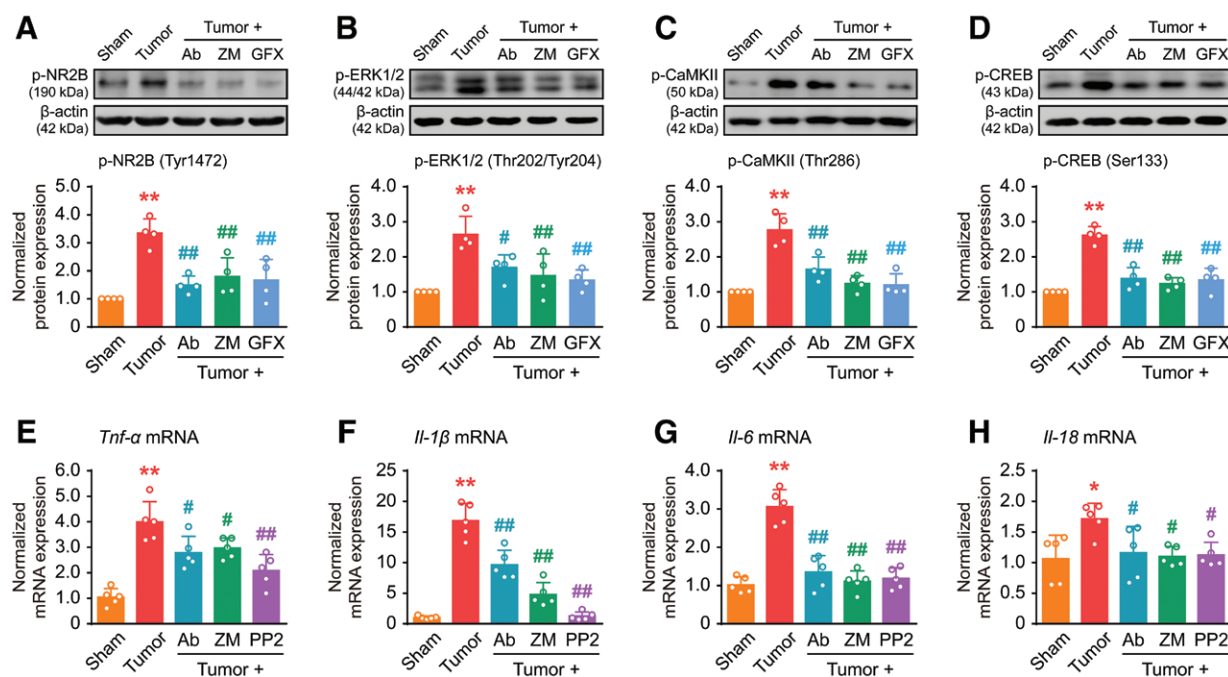 A
Sham
Tumor
Tumor +
Ab ZM GFX
p-NR2B
(190 kDa)
β-actin
(42 kDa)
p-NR2B (Tyr1472)
Normalized
protein expression
5.0
4.0
3.0
2.0
1.0
0
**
##
##
##
Sham
Tumor
Ab ZM GFX
Tumor +
B
Sham
Tumor
Tumor +
Ab ZM GFX
p-ERK1/2
(44/42 kDa)
β-actin
(42 kDa)
p-ERK1/2 (Thr202/Tyr204)
Normalized
protein expression
4.0
3.0
2.0
1.0
0
**
#
##
##
Sham
Tumor
Ab ZM GFX
Tumor +
C
Sham
Tumor
Tumor +
Ab ZM GFX
p-CaMKII
(50 kDa)
β-actin
(42 kDa)
p-CaMKII (Thr286)
Normalized
protein expression
4.0
3.0
2.0
1.0
0
**
##
##
##
Sham
Tumor
Ab ZM GFX
Tumor +
D
Sham
Tumor
Tumor +
Ab ZM GFX
p-CREB
(43 kDa)
β-actin
(42 kDa)
p-CREB (Ser133)
Normalized
protein expression
4.0
3.0
2.0
1.0
0
**
##
##
##
Sham
Tumor
Ab ZM GFX
Tumor +
E
Tnf-α mRNA
Normalized
mRNA expression
6.0
5.0
4.0
3.0
2.0
1.0
0
**
#
#
##
Sham
Tumor
Ab ZM PP2
Tumor +
F
Il-1β mRNA
Normalized
mRNA expression
25
20
15
10
5
0
**
##
##
##
Sham
Tumor
Ab ZM PP2
Tumor +
G
Il-6 mRNA
Normalized
mRNA expression
4.0
3.0
2.0
1.0
0
**
##
##
##
Sham
Tumor
Ab ZM PP2
Tumor +
H
Il-18 mRNA
Normalized
mRNA expression
2.5
2.0
1.5
1.0
0.5
0
*
#
#
#
Sham
Tumor
Ab ZM PP2
Tumor +